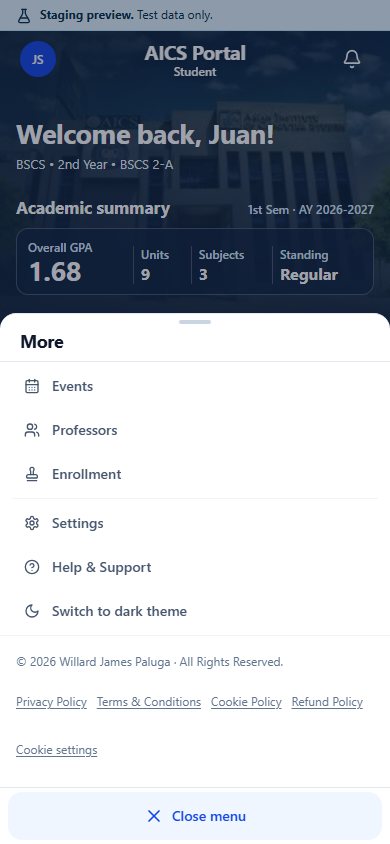 Staging preview. Test data only.
JS
AICS Portal
Student
Welcome back, Juan!
BSCS • 2nd Year • BSCS 2-A
Academic summary
1st Sem · AY 2026-2027
Overall GPA
1.68
Units
9
Subjects
3
Standing
Regular
More
Events
Professors
Enrollment
Settings
Help & Support
Switch to dark theme
© 2026 Willard James Paluga · All Rights Reserved.
Privacy Policy Terms & Conditions Cookie Policy Refund Policy
Cookie settings
Close menu